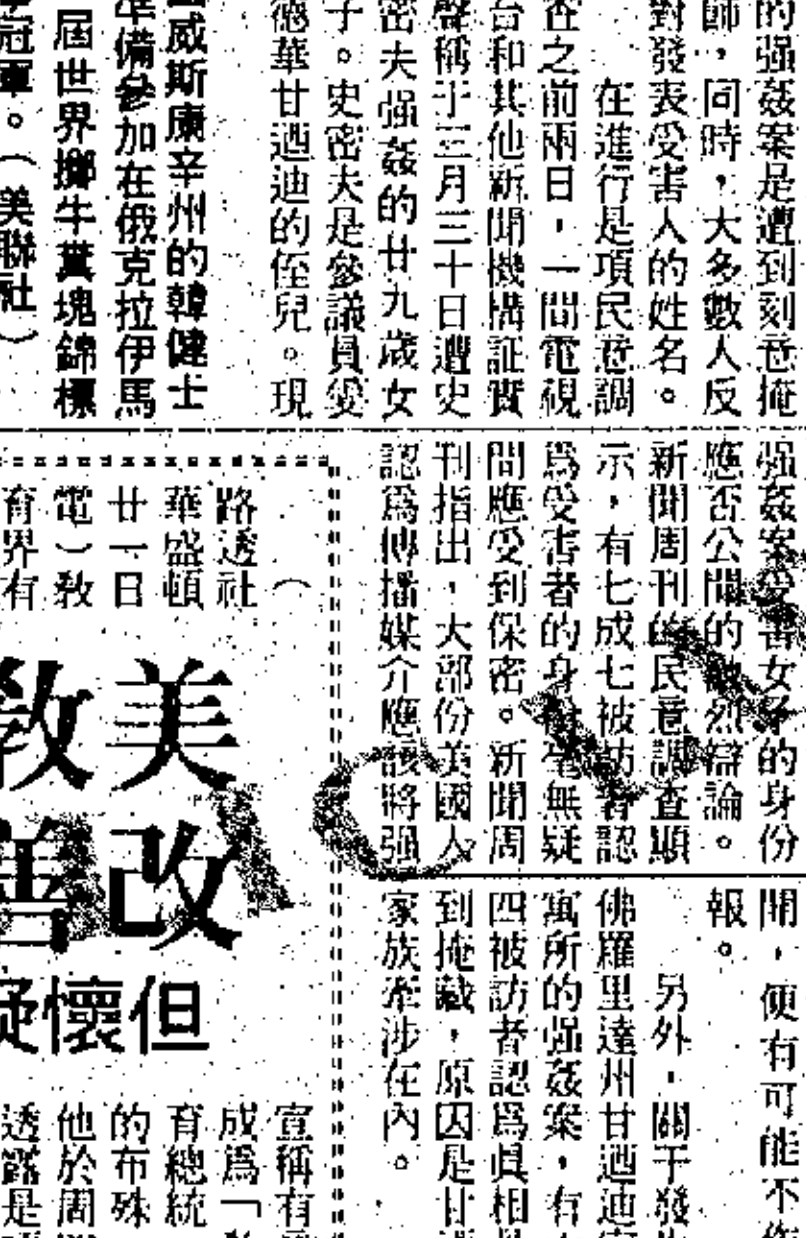 的强姦案是遭到刻意掩
師，同時，大多數人反
對發表受害人的姓名。
在進行是項民意調
查之前兩日，一間電視
台和其他新聞機構証實
聲稱于三月三十日遭史
密夫强姦的廿九歲女
子。史密夫是參議員愛
德華甘迺迪的侄兒。現
威斯康辛州的韓健士
準備參加在俄克拉伊馬
屆世界擲牛糞塊錦標
冠軍。（美聯社）
强姦案受害女子的身份
應否公開的激烈辯論。
新聞周刊的民意調查顯
示，有七成七被訪者認
爲受害者的身份毫無疑
問應受到保密。新聞周
刊指出，大部份美國人
認爲傳播媒介應該將强
開，便有可能不
報。
另外，關于發
佛羅里達州甘迺迪
寓所的强姦案，有
四被訪者認爲眞相
到掩藏，原因是甘
家族牽涉在內。
（
路透社
華盛頓
廿一日
電）敎
育界有
美改
敎善
但懷疑
宣稱有
成爲「
育總統
的布殊
他於周
透露是